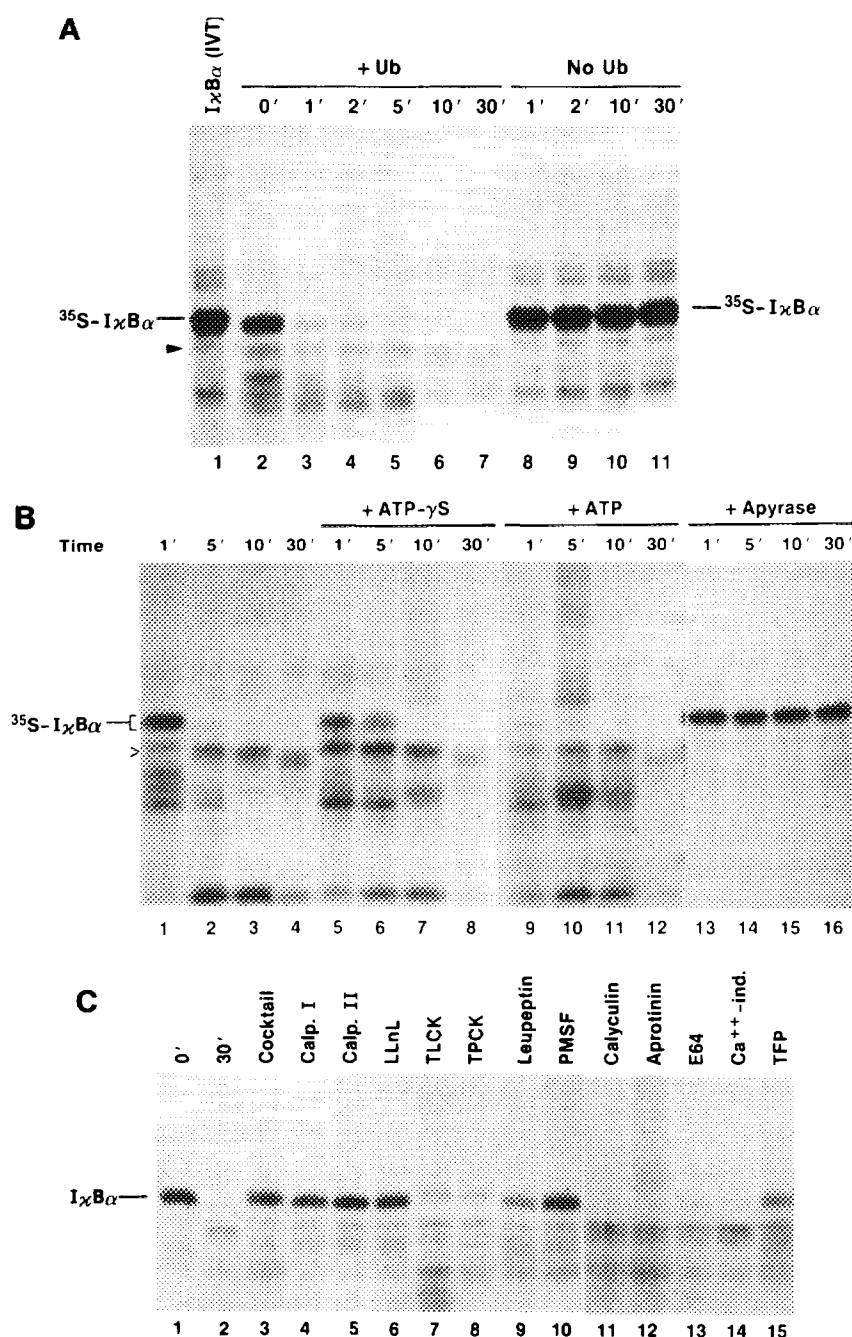 A
IϰBα (IVT)
+ Ub
No Ub
0′ 1′ 2′ 5′ 10′ 30′ 1′ 2′ 10′ 30′
³⁵S-IϰBα
³⁵S-IϰBα
1 2 3 4 5 6 7 8 9 10 11
B
+ ATP-γS
+ ATP
+ Apyrase
Time 1′ 5′ 10′ 30′ 1′ 5′ 10′ 30′ 1′ 5′ 10′ 30′ 1′ 5′ 10′ 30′
³⁵S-IϰBα
>
1 2 3 4 5 6 7 8 9 10 11 12 13 14 15 16
C
0′ 30′ Cocktail Calp. I Calp. II LLnL TLCK TPCK Leupeptin PMSF Calyculin Aprotinin E64 Ca⁺⁺-ind. TFP
IϰBα
1 2 3 4 5 6 7 8 9 10 11 12 13 14 15